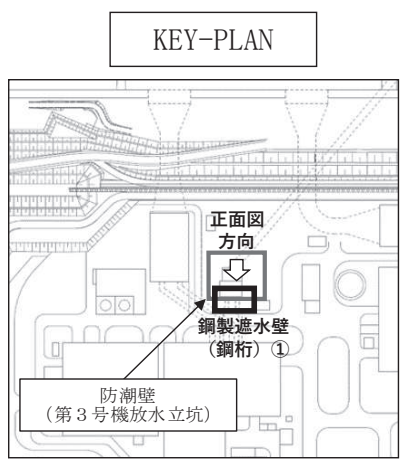 KEY-PLAN
正面図
方向
鋼製遮水壁
（鋼桁）①
防潮壁
（第３号機放水立坑）